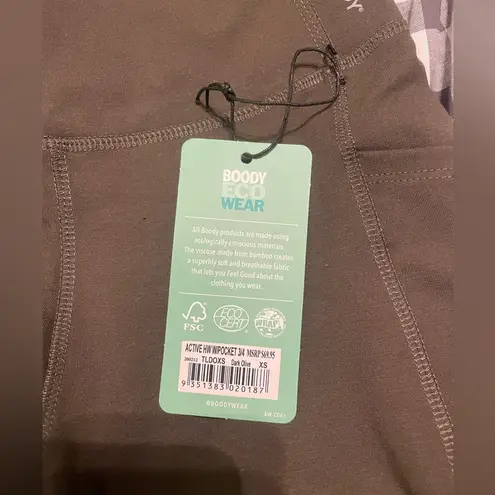 BOODY
ECO
WEAR
All Boody products are made using
ecologically conscious materials.
The viscose made from bamboo creates
a superbly soft and breathable fabric
that lets you Feel Good about the
clothing you wear.
FSC
ECO
CERT
WRAP
ACTIVE HW W/POCKET 3/4 MSRP $69.95
TLDOXS Dark Olive XS
9 351383 020187
@BOODYWEAR